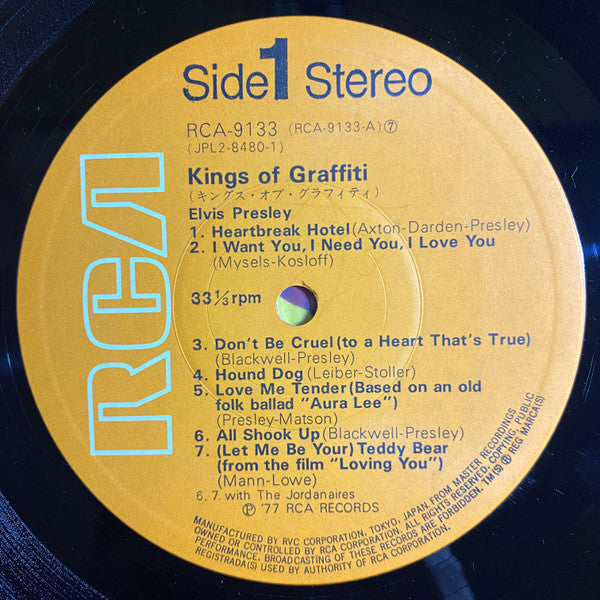 Side 1 Stereo
RCA-9133 (RCA-9133-A) ⑦
(JPL2-8480-1)
Kings of Graffiti
(キングス・オブ・グラフィティ)
Elvis Presley
1. Heartbreak Hotel (Axton-Darden-Presley)
2. I Want You, I Need You, I Love You
(Mysels-Kosloff)
33 1/3 rpm
3. Don't Be Cruel (to a Heart That's True)
(Blackwell-Presley)
4. Hound Dog (Leiber-Stoller)
5. Love Me Tender (Based on an old
folk ballad "Aura Lee")
(Presley-Matson)
6. All Shook Up (Blackwell-Presley)
7. (Let Me Be Your) Teddy Bear
(from the film "Loving You")
(Mann-Lowe)
6. 7. with The Jordanaires
Ⓟ '77 RCA RECORDS
RCA
MANUFACTURED BY RVC CORPORATION, TOKYO, JAPAN. FROM MASTER RECORDINGS
OWNED OR CONTROLLED BY RCA CORPORATION. ALL RIGHTS RESERVED, COPYING, PUBLIC
PERFORMANCE, BROADCASTING OF THESE RECORDS ARE FORBIDDEN. TM(S) ® REG MARCA(S)
REGISTRADA(S) USED BY AUTHORITY OF RCA CORPORATION.